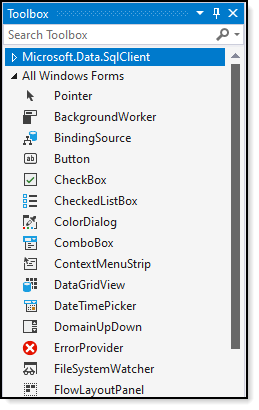 Toolbox
Search Toolbox
Microsoft.Data.SqlClient
All Windows Forms
Pointer
BackgroundWorker
BindingSource
ab Button
CheckBox
CheckedListBox
ColorDialog
ComboBox
ContextMenuStrip
DataGridView
DateTimePicker
DomainUpDown
ErrorProvider
FileSystemWatcher
FlowLayoutPanel